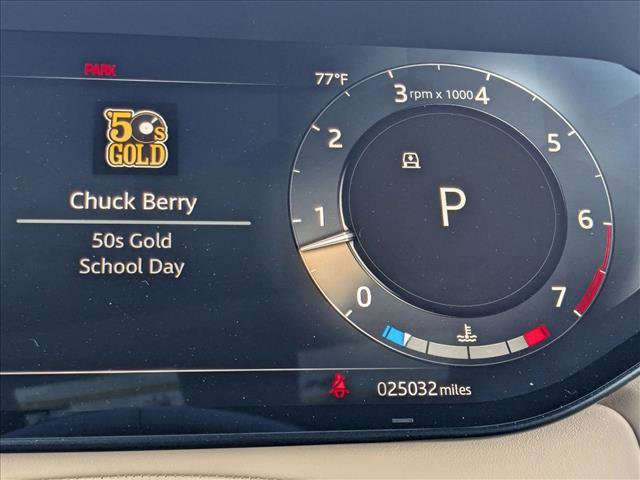 PARK
77°F
'50s
GOLD
Chuck Berry
50s Gold
School Day
0
1
2
3
rpm x 1000
4
5
6
7
P
025032 miles